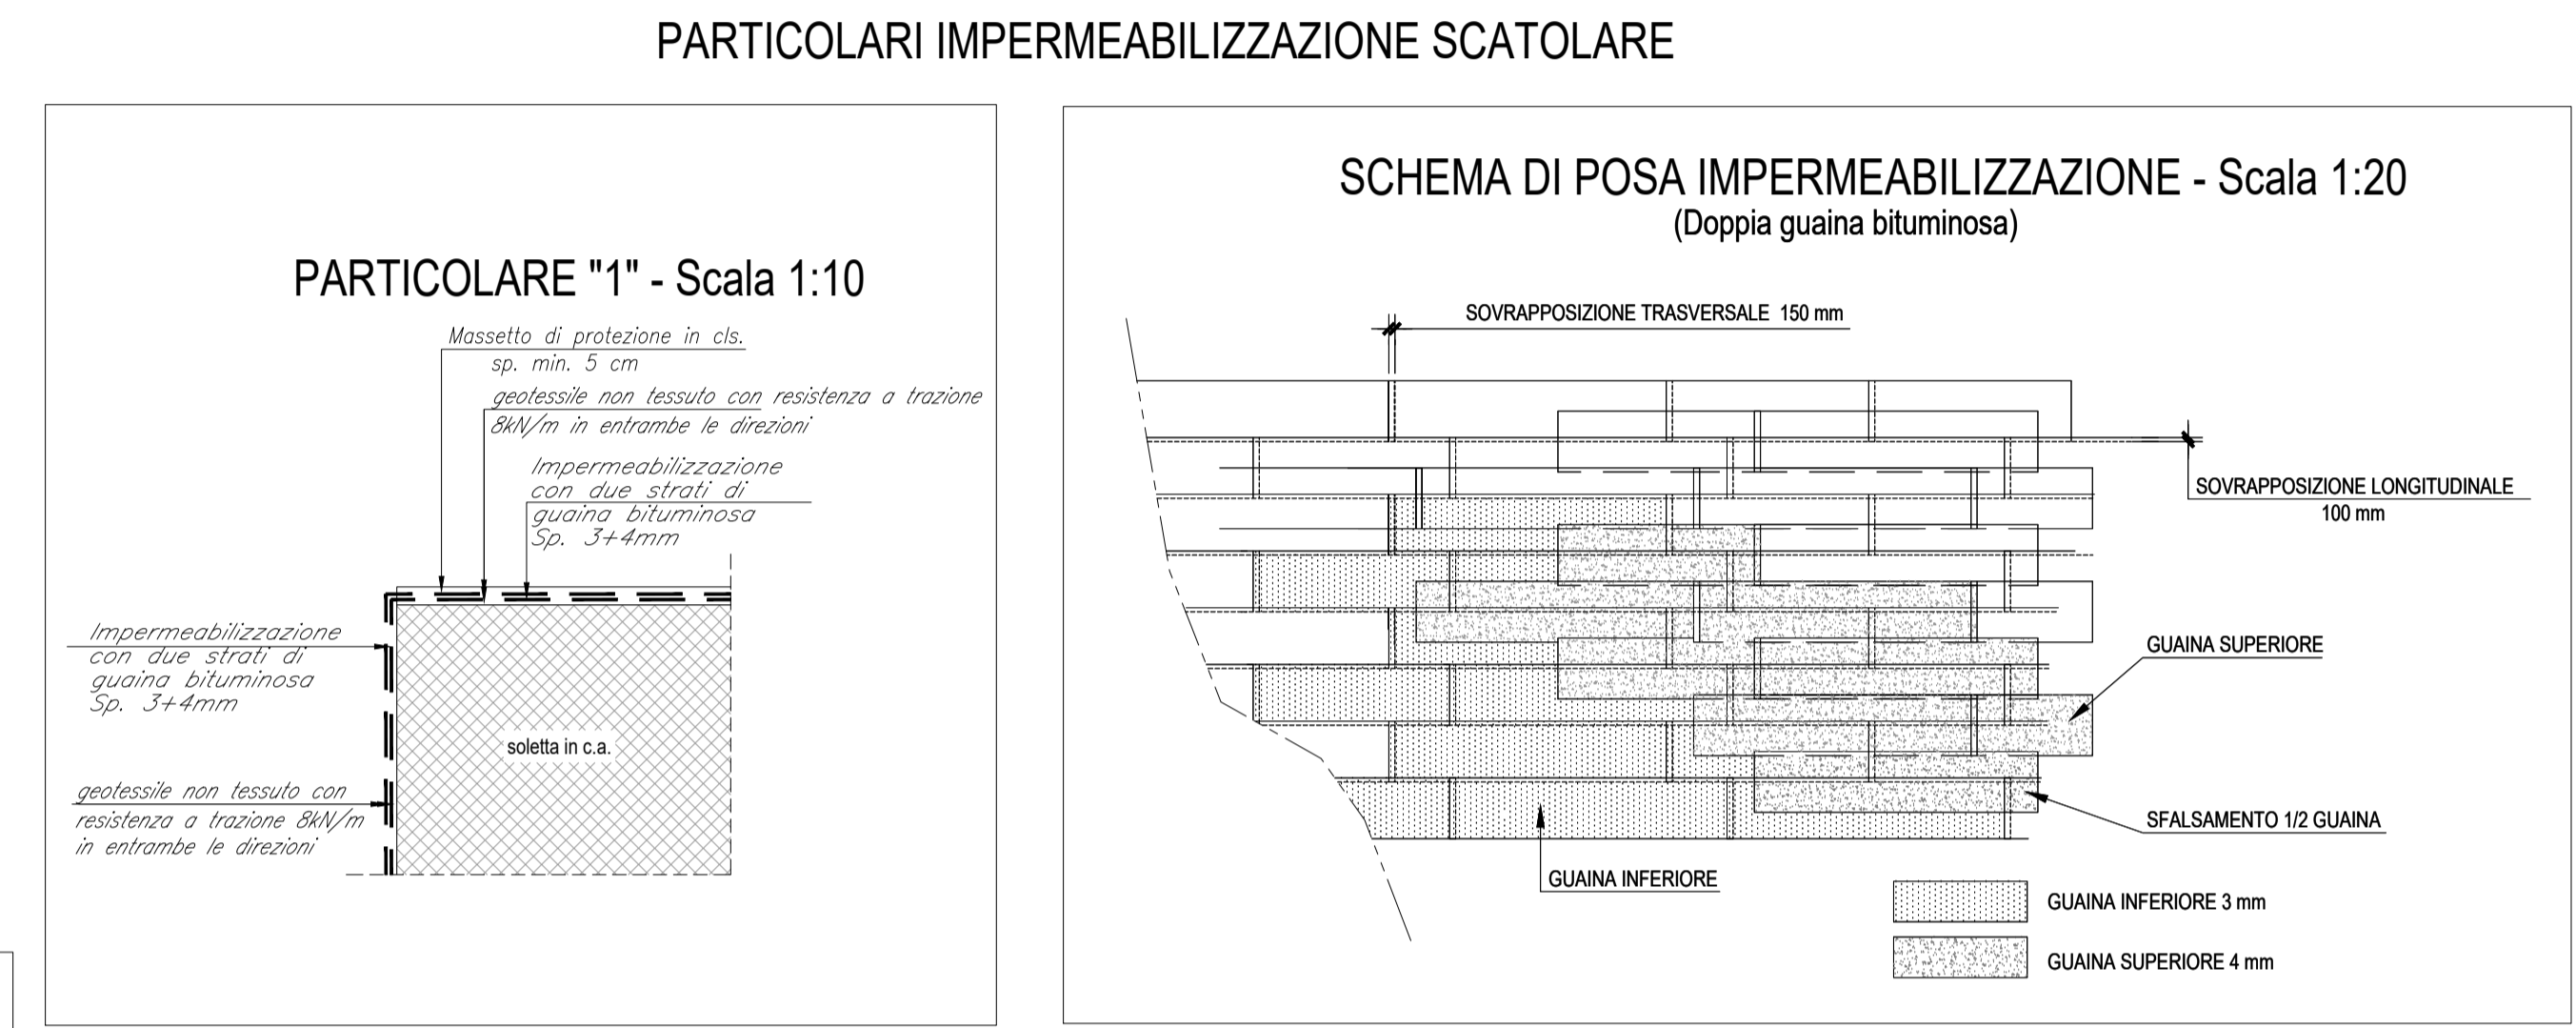 PARTICOLARI IMPERMEABILIZZAZIONE SCATOLARE
PARTICOLARE "1" - Scala 1:10
Massetto di protezione in cls.
sp. min. 5 cm
geotessile non tessuto con resistenza a trazione
8kN/m in entrambe le direzioni
Impermeabilizzazione
con due strati di
guaina bituminosa
Sp. 3+4mm
Impermeabilizzazione
con due strati di
guaina bituminosa
Sp. 3+4mm
soletta in c.a.
geotessile non tessuto con
resistenza a trazione 8kN/m
in entrambe le direzioni
SCHEMA DI POSA IMPERMEABILIZZAZIONE - Scala 1:20
(Doppia guaina bituminosa)
SOVRAPPOSIZIONE TRASVERSALE 150 mm
SOVRAPPOSIZIONE LONGITUDINALE
100 mm
GUAINA SUPERIORE
SFALSAMENTO 1/2 GUAINA
GUAINA INFERIORE
GUAINA INFERIORE 3 mm
GUAINA SUPERIORE 4 mm